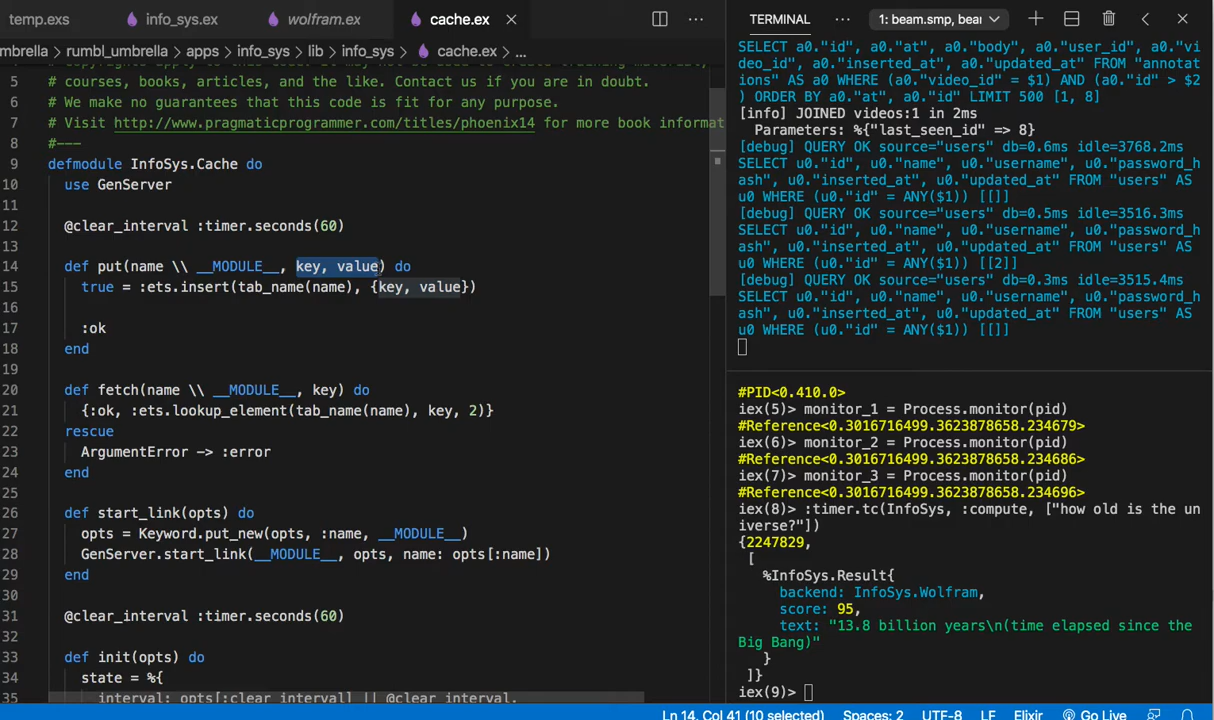 temp.exs
info_sys.ex
wolfram.ex
cache.ex
mbrella › rumbl_umbrella › apps › info_sys › lib › info_sys › cache.ex › ...
5 # courses, books, articles, and the like. Contact us if you are in doubt.
6 # We make no guarantees that this code is fit for any purpose.
7 # Visit http://www.pragmaticprogrammer.com/titles/phoenix14 for more book informat
8 #---
9 defmodule InfoSys.Cache do
10 use GenServer
11
12 @clear_interval :timer.seconds(60)
13
14 def put(name \\ __MODULE__, key, value) do
15 true = :ets.insert(tab_name(name), {key, value})
16
17 :ok
18 end
19
20 def fetch(name \\ __MODULE__, key) do
21 {:ok, :ets.lookup_element(tab_name(name), key, 2)}
22 rescue
23 ArgumentError -> :error
24 end
25
26 def start_link(opts) do
27 opts = Keyword.put_new(opts, :name, __MODULE__)
28 GenServer.start_link(__MODULE__, opts, name: opts[:name])
29 end
30
31 @clear_interval :timer.seconds(60)
32
33 def init(opts) do
34 state = %{
35 interval: opts[:clear_interval] || @clear_interval,
TERMINAL
1: beam.smp, bear
SELECT a0."id", a0."at", a0."body", a0."user_id", a0."vi
deo_id", a0."inserted_at", a0."updated_at" FROM "annotat
ions" AS a0 WHERE (a0."video_id" = $1) AND (a0."id" > $2
) ORDER BY a0."at", a0."id" LIMIT 500 [1, 8]
[info] JOINED videos:1 in 2ms
Parameters: %{"last_seen_id" => 8}
[debug] QUERY OK source="users" db=0.6ms idle=3768.2ms
SELECT u0."id", u0."name", u0."username", u0."password_h
ash", u0."inserted_at", u0."updated_at" FROM "users" AS
u0 WHERE (u0."id" = ANY($1)) [[]]
[debug] QUERY OK source="users" db=0.5ms idle=3516.3ms
SELECT u0."id", u0."name", u0."username", u0."password_h
ash", u0."inserted_at", u0."updated_at" FROM "users" AS
u0 WHERE (u0."id" = ANY($1)) [[2]]
[debug] QUERY OK source="users" db=0.3ms idle=3515.4ms
SELECT u0."id", u0."name", u0."username", u0."password_h
ash", u0."inserted_at", u0."updated_at" FROM "users" AS
u0 WHERE (u0."id" = ANY($1)) [[]]
#PID<0.410.0>
iex(5)> monitor_1 = Process.monitor(pid)
#Reference<0.3016716499.3623878658.234679>
iex(6)> monitor_2 = Process.monitor(pid)
#Reference<0.3016716499.3623878658.234686>
iex(7)> monitor_3 = Process.monitor(pid)
#Reference<0.3016716499.3623878658.234696>
iex(8)> :timer.tc(InfoSys, :compute, ["how old is the un
iverse?"])
{2247829,
[
%InfoSys.Result{
backend: InfoSys.Wolfram,
score: 95,
text: "13.8 billion years\n(time elapsed since the
Big Bang)"
}
]}
iex(9)>
Ln 14, Col 41 (10 selected) Spaces: 2 UTF-8 LF Elixir Go Live